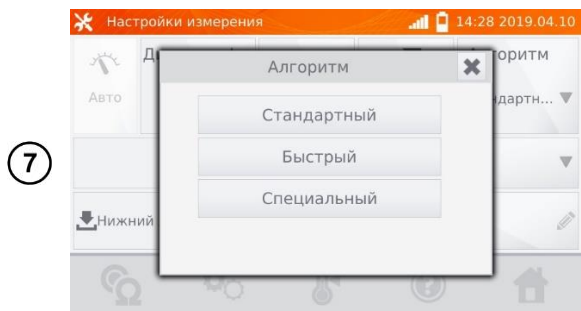 Настройки измерения 14:28 2019.04.10
Алгоритм
Авто
Стандартный
Быстрый
7
Специальный
Нижний